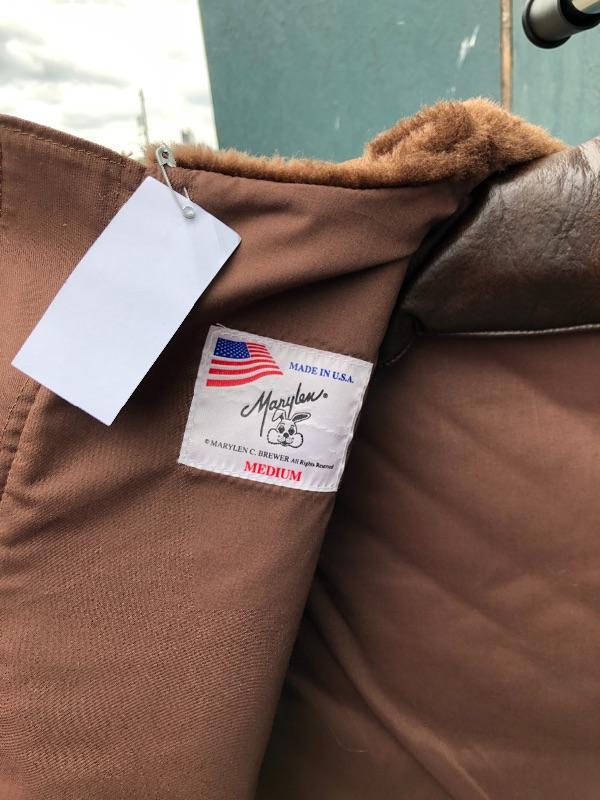 MADE IN U.S.A.
Marylen®
© MARYLEN C. BREWER All Rights Reserved
MEDIUM